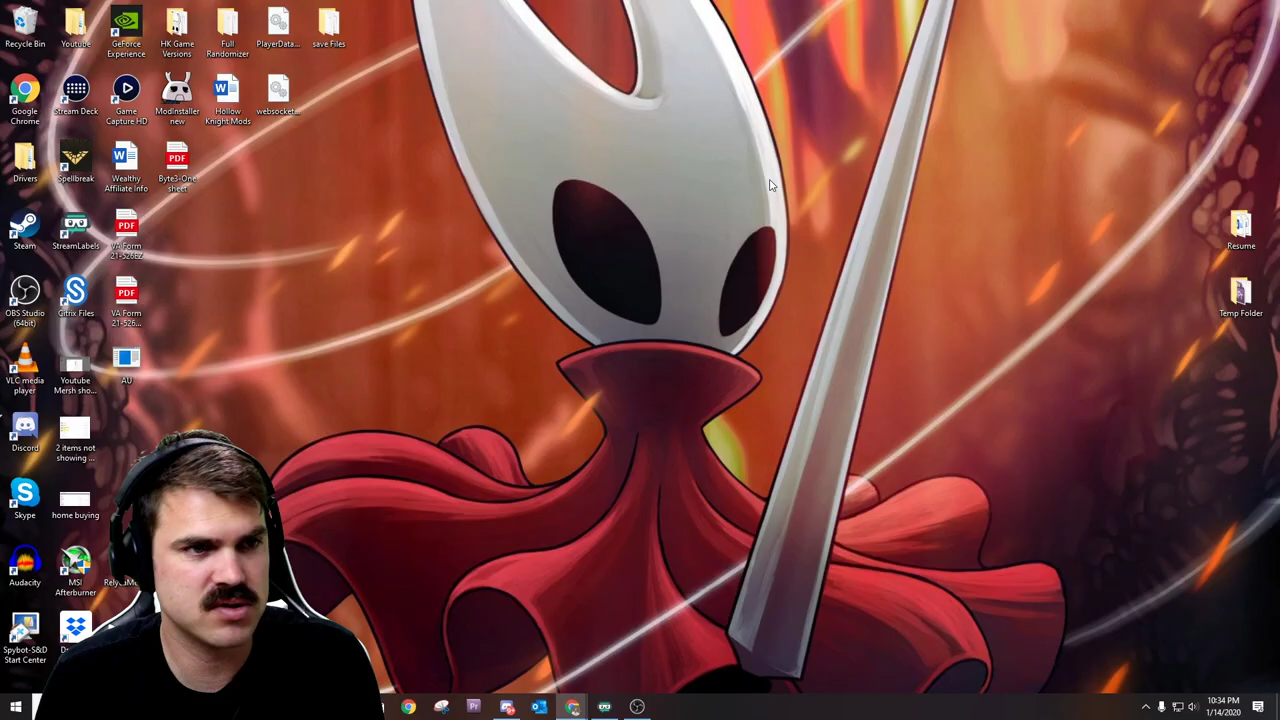 Recycle Bin
Youtube
GeForce
Experience
HK Game
Versions
Full
Randomizer
PlayerData...
save Files
Google
Chrome
Stream Deck
Game
Capture HD
ModInstaller
new
Hollow
Knight Mods
websocket...
Drivers
Spellbreak
Wealthy
Affiliate Info
Byte3-One
sheet
Steam
StreamLabels
VA Form
21-526EZ
OBS Studio
(64bit)
Citrix Files
VA Form
21-526...
VLC media
player
Youtube
Mersh sho...
AU
Discord
2 items not
showing ...
Skype
home buying
Audacity
MSI
Afterburner
Spybot-S&D
Start Center
Resume
Temp Folder
PDF
PDF
PDF
10:34 PM
1/14/2020